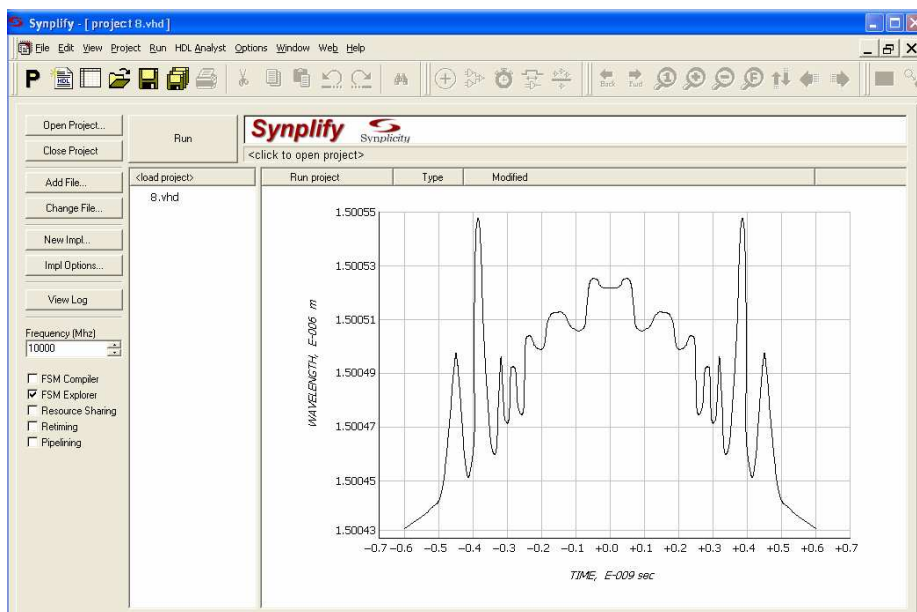 Synplify - [ project 8.vhd ]
File Edit View Project Run HDL Analyst Options Window Web Help
P HDL Back Fwd 1 F
Open Project...
Close Project
Add File...
Change File...
New Impl...
Impl Options...
View Log
Frequency (Mhz)
10000
FSM Compiler
FSM Explorer
Resource Sharing
Retiming
Pipelining
Run
Synplify Synplicity
<click to open project>
<load project> Run project Type Modified
8.vhd
1.50055
1.50053
1.50051
1.50049
1.50047
1.50045
1.50043
WAVELENGTH, E-006 m
-0.7 -0.6 -0.5 -0.4 -0.3 -0.2 -0.1 +0.0 +0.1 +0.2 +0.3 +0.4 +0.5 +0.6 +0.7
TIME, E-009 sec